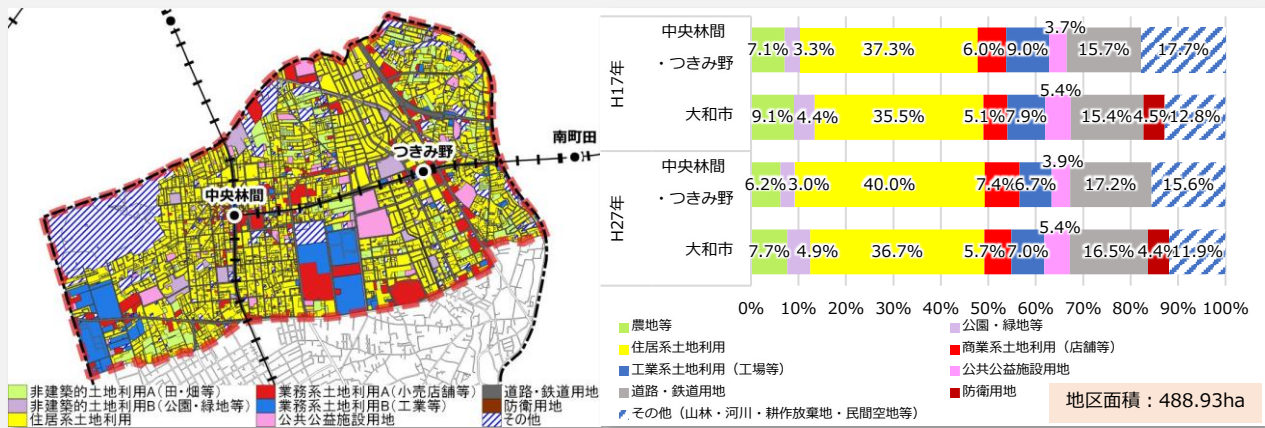 南町田
つきみ野
中央林間
非建築的土地利用A(田・畑等)
業務系土地利用A(小売店舗等)
道路・鉄道用地
非建築的土地利用B(公園・緑地等)
業務系土地利用B(工業等)
防衛用地
住居系土地利用
公共公益施設用地
その他
H17年
中央林間
・つきみ野
7.1% 3.3% 37.3% 6.0% 9.0% 3.7% 15.7% 17.7%
大和市
9.1% 4.4% 35.5% 5.1% 7.9% 5.4% 15.4% 4.5% 12.8%
H27年
中央林間
・つきみ野
6.2% 3.0% 40.0% 7.4% 6.7% 3.9% 17.2% 15.6%
大和市
7.7% 4.9% 36.7% 5.7% 7.0% 5.4% 16.5% 4.4% 11.9%
0% 10% 20% 30% 40% 50% 60% 70% 80% 90% 100%
農地等
公園・緑地等
住居系土地利用
商業系土地利用（店舗等）
工業系土地利用（工場等）
公共公益施設用地
道路・鉄道用地
防衛用地
その他（山林・河川・耕作放棄地・民間空地等）
地区面積：488.93ha